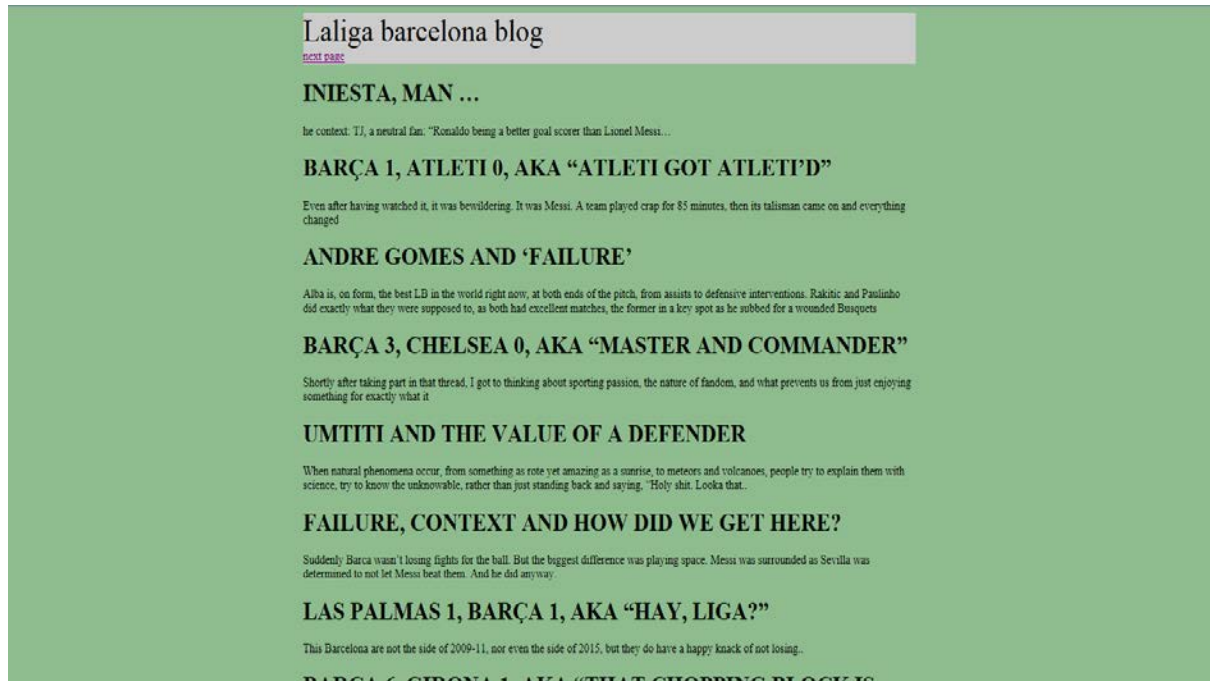 Laliga barcelona blog
next page
INIESTA, MAN …
he context: TJ, a neutral fan: “Ronaldo being a better goal scorer than Lionel Messi…
BARÇA 1, ATLETI 0, AKA “ATLETI GOT ATLETI’D”
Even after having watched it, it was bewildering. It was Messi. A team played crap for 85 minutes, then its talisman came on and everything
changed
ANDRE GOMES AND ‘FAILURE’
Alba is, on form, the best LB in the world right now, at both ends of the pitch, from assists to defensive interventions. Rakitic and Paulinho
did exactly what they were supposed to, as both had excellent matches, the former in a key spot as he subbed for a wounded Busquets
BARÇA 3, CHELSEA 0, AKA “MASTER AND COMMANDER”
Shortly after taking part in that thread, I got to thinking about sporting passion, the nature of fandom, and what prevents us from just enjoying
something for exactly what it
UMTITI AND THE VALUE OF A DEFENDER
When natural phenomena occur, from something as rote yet amazing as a sunrise, to meteors and volcanoes, people try to explain them with
science, try to know the unknowable, rather than just standing back and saying, “Holy shit. Looka that..
FAILURE, CONTEXT AND HOW DID WE GET HERE?
Suddenly Barca wasn’t losing fights for the ball. But the biggest difference was playing space. Messi was surrounded as Sevilla was
determined to not let Messi beat them. And he did anyway.
LAS PALMAS 1, BARÇA 1, AKA “HAY, LIGA?”
This Barcelona are not the side of 2009-11, nor even the side of 2015, but they do have a happy knack of not losing..
BARÇA 6, GIRONA 1, AKA “THAT CHOPPING BLOCK IS